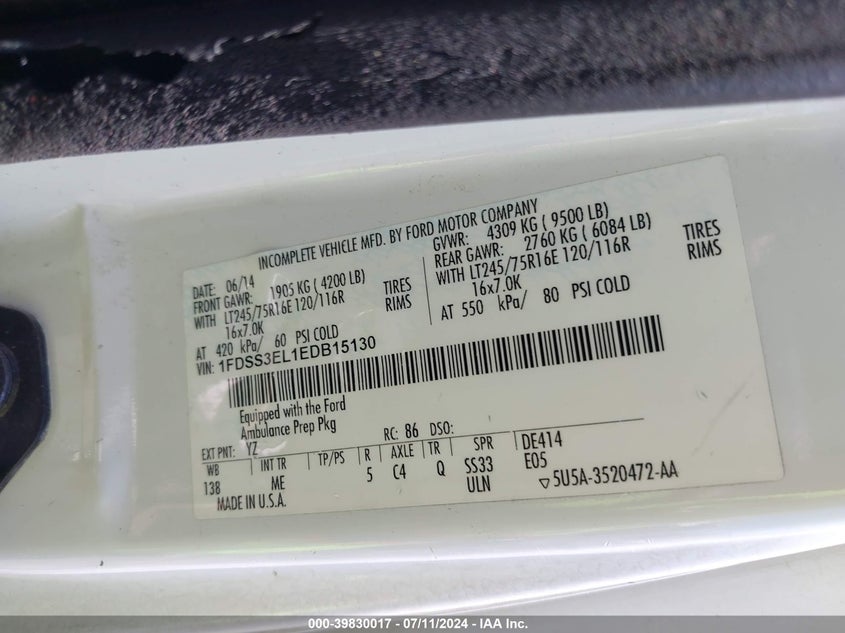 INCOMPLETE VEHICLE MFD. BY FORD MOTOR COMPANY
DATE: 06/14
FRONT GAWR: 1905 KG ( 4200 LB)
WITH LT245/75R16E 120/116R TIRES
16x7.0K RIMS
AT 420 kPa/ 60 PSI COLD
GVWR: 4309 KG ( 9500 LB)
REAR GAWR: 2760 KG ( 6084 LB)
WITH LT245/75R16E 120/116R TIRES
16x7.0K RIMS
AT 550 kPa/ 80 PSI COLD
VIN: 1FDSS3EL1EDB15130
Equipped with the Ford
Ambulance Prep Pkg
EXT PNT: YZ RC: 86 DSO:
WB INT TR TP/PS R AXLE TR SPR
138 ME 5 C4 Q SS33
ULN
DE414
E05
MADE IN U.S.A.
▽5U5A-3520472-AA
000-39830017 - 07/11/2024 - IAA Inc.